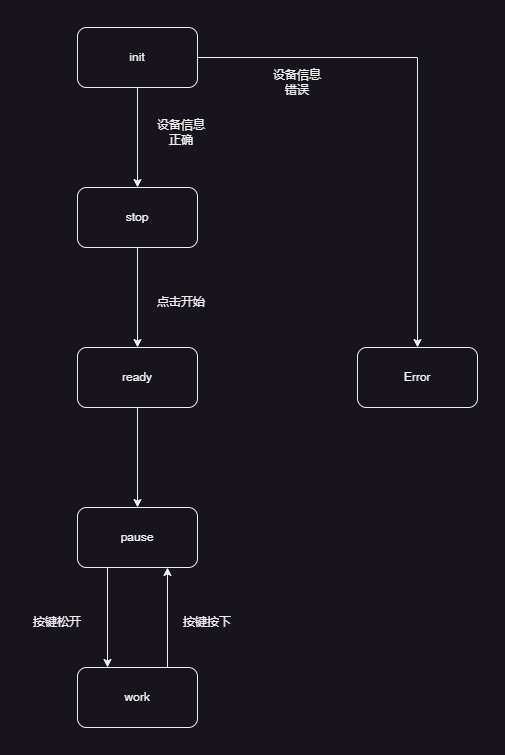 init
设备信息
错误
设备信息
正确
stop
点击开始
ready
Error
pause
按键松开
按键按下
work